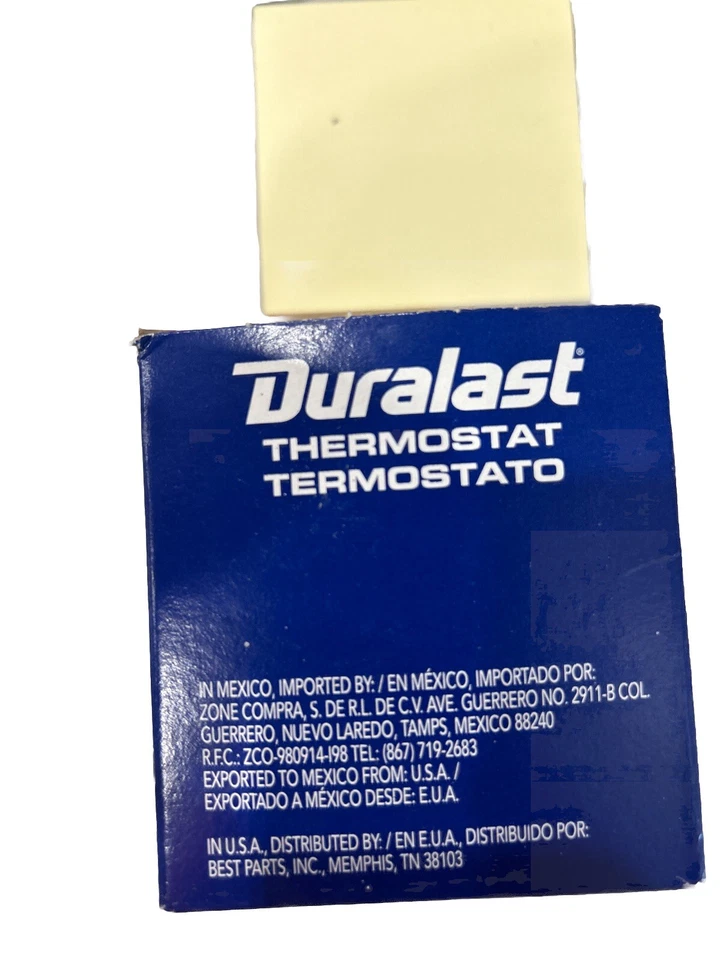 Duralast®
THERMOSTAT
TERMOSTATO
IN MEXICO, IMPORTED BY: / EN MÉXICO, IMPORTADO POR:
ZONE COMPRA, S. DE R.L. DE C.V. AVE. GUERRERO NO. 2911-B COL.
GUERRERO, NUEVO LAREDO, TAMPS, MEXICO 88240
R.F.C.: ZCO-980914-I98 TEL: (867) 719-2683
EXPORTED TO MEXICO FROM: U.S.A. /
EXPORTADO A MÉXICO DESDE: E.U.A.
IN U.S.A., DISTRIBUTED BY: / EN E.U.A., DISTRIBUIDO POR:
BEST PARTS, INC., MEMPHIS, TN 38103